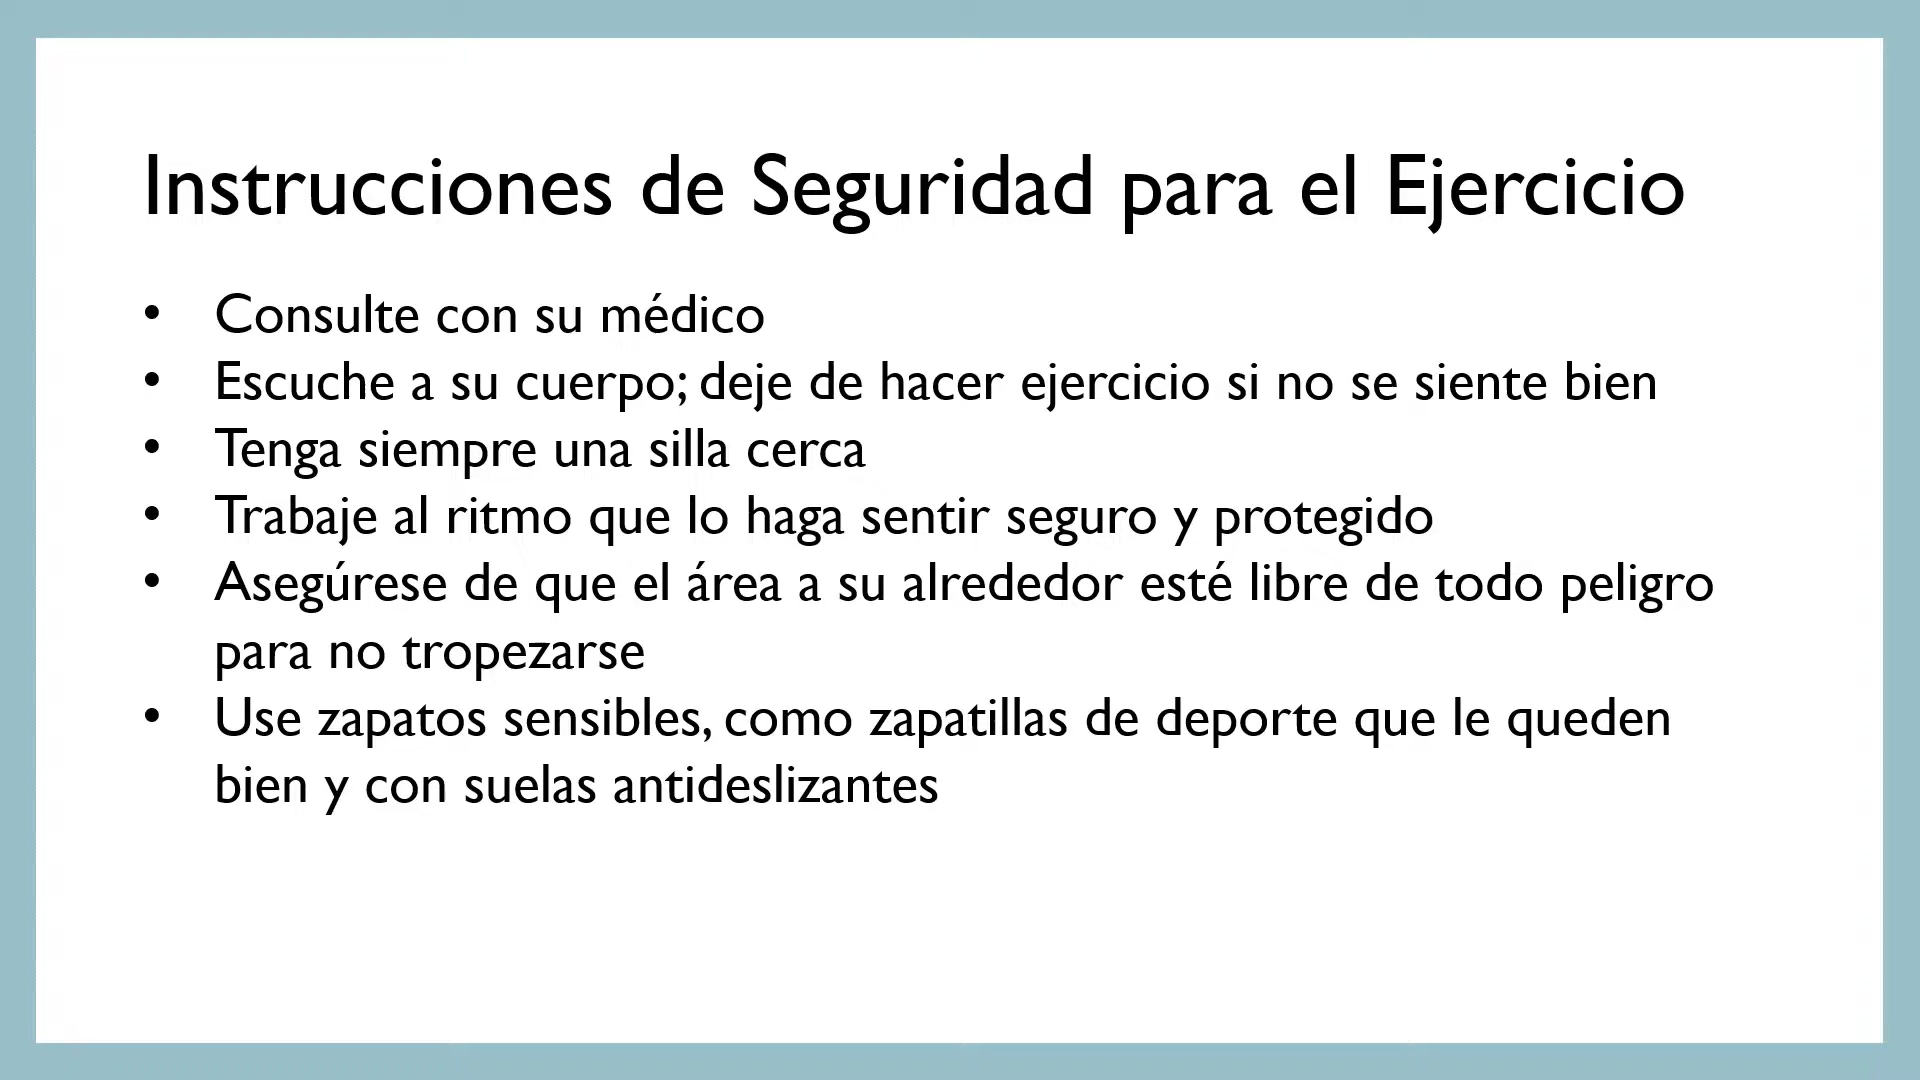 Instrucciones de Seguridad para el Ejercicio
• Consulte con su médico
• Escuche a su cuerpo; deje de hacer ejercicio si no se siente bien
• Tenga siempre una silla cerca
• Trabaje al ritmo que lo haga sentir seguro y protegido
• Asegúrese de que el área a su alrededor esté libre de todo peligro
para no tropezarse
• Use zapatos sensibles, como zapatillas de deporte que le queden
bien y con suelas antideslizantes